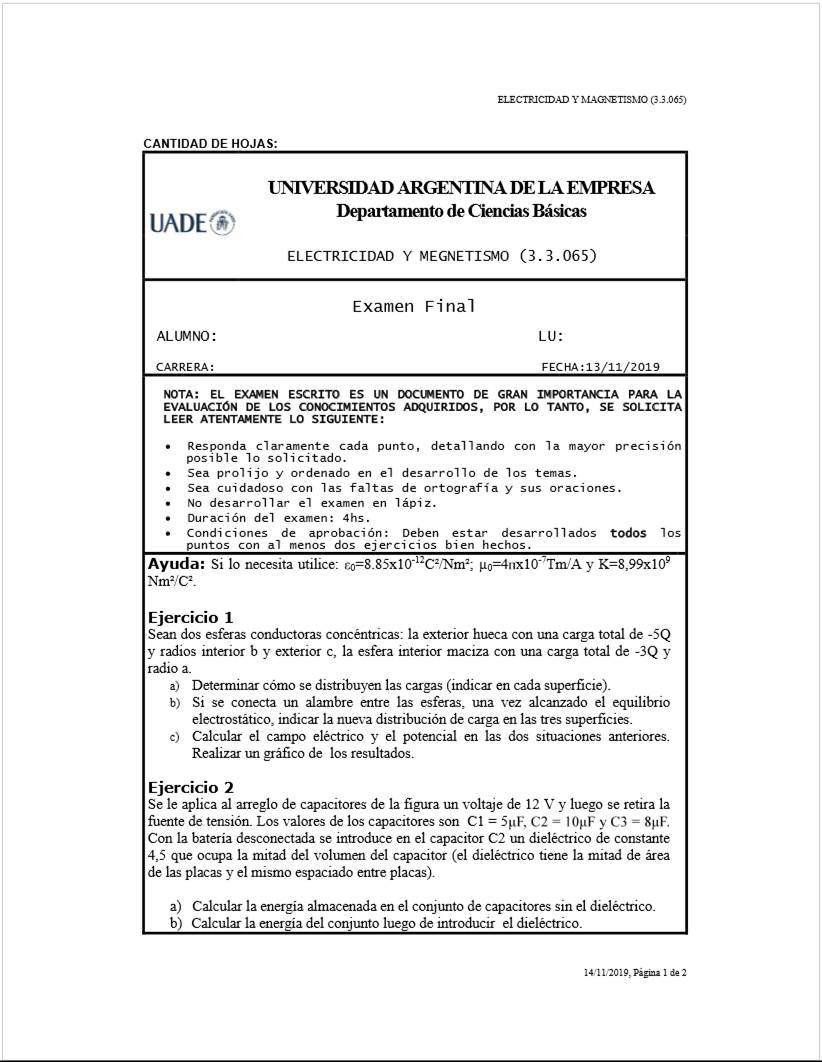 ELECTRICIDAD Y MAGNETISMO (3.3.065)
CANTIDAD DE HOJAS:
UNIVERSIDAD ARGENTINA DE LA EMPRESA
Departamento de Ciencias Básicas
UADE
ELECTRICIDAD Y MEGNETISMO (3.3.065)
Examen Final
ALUMNO: LU:
CARRERA: FECHA:13/11/2019
NOTA: EL EXAMEN ESCRITO ES UN DOCUMENTO DE GRAN IMPORTANCIA PARA LA
EVALUACIÓN DE LOS CONOCIMIENTOS ADQUIRIDOS, POR LO TANTO, SE SOLICITA
LEER ATENTAMENTE LO SIGUIENTE:
• Responda claramente cada punto, detallando con la mayor precisión
posible lo solicitado.
• Sea prolijo y ordenado en el desarrollo de los temas.
• Sea cuidadoso con las faltas de ortografía y sus oraciones.
• No desarrollar el examen en lápiz.
• Duración del examen: 4hs.
• Condiciones de aprobación: Deben estar desarrollados todos los
puntos con al menos dos ejercicios bien hechos.
Ayuda: Si lo necesita utilice: ε₀=8.85x10⁻¹²C²/Nm²; μ₀=4πx10⁻⁷Tm/A y K=8,99x10⁹
Nm²/C².
Ejercicio 1
Sean dos esferas conductoras concéntricas: la exterior hueca con una carga total de -5Q
y radios interior b y exterior c, la esfera interior maciza con una carga total de -3Q y
radio a.
a) Determinar cómo se distribuyen las cargas (indicar en cada superficie).
b) Si se conecta un alambre entre las esferas, una vez alcanzado el equilibrio
electrostático, indicar la nueva distribución de carga en las tres superficies.
c) Calcular el campo eléctrico y el potencial en las dos situaciones anteriores.
Realizar un gráfico de los resultados.
Ejercicio 2
Se le aplica al arreglo de capacitores de la figura un voltaje de 12 V y luego se retira la
fuente de tensión. Los valores de los capacitores son C1 = 5μF, C2 = 10μF y C3 = 8μF.
Con la batería desconectada se introduce en el capacitor C2 un dieléctrico de constante
4,5 que ocupa la mitad del volumen del capacitor (el dieléctrico tiene la mitad de área
de las placas y el mismo espaciado entre placas).
a) Calcular la energía almacenada en el conjunto de capacitores sin el dieléctrico.
b) Calcular la energía del conjunto luego de introducir el dieléctrico.
14/11/2019, Página 1 de 2